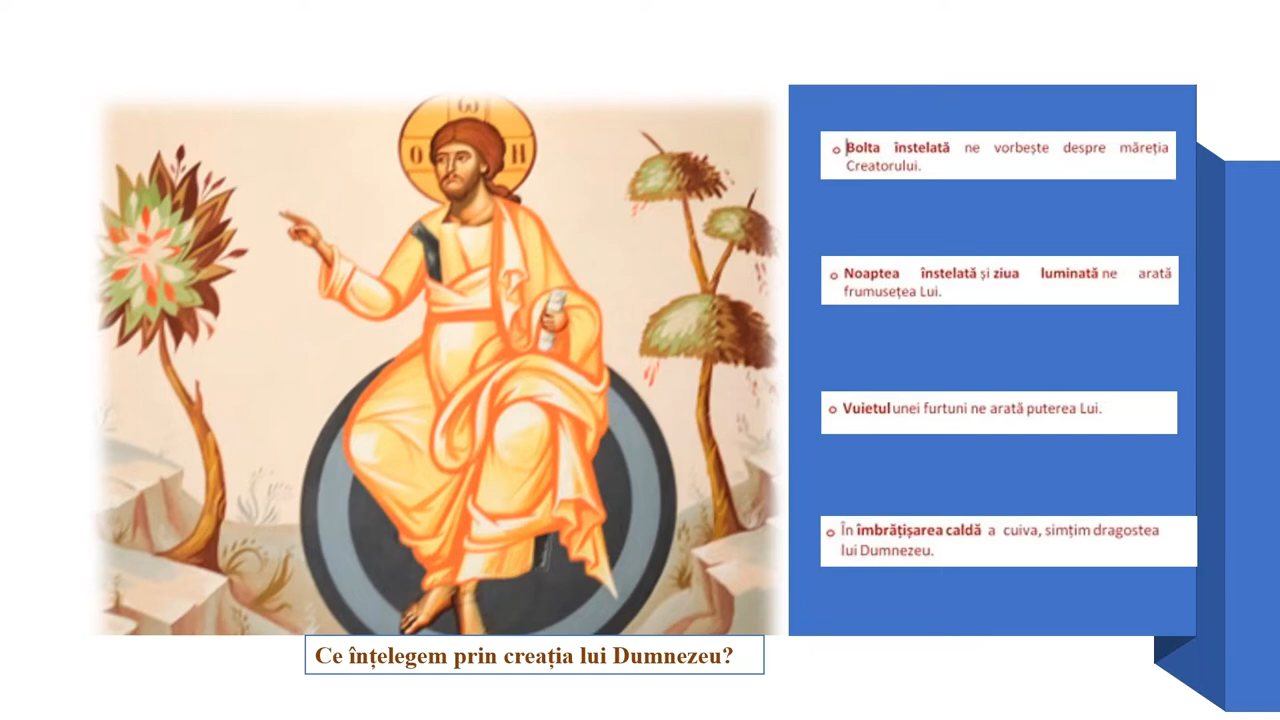 Ѡ
Ο Н
Bolta înstelată ne vorbește despre măreția
Creatorului.
Noaptea înstelată și ziua luminată ne arată
frumusețea Lui.
Vuietul unei furtuni ne arată puterea Lui.
În îmbrățișarea caldă a cuiva, simțim dragostea
lui Dumnezeu.
Ce înțelegem prin creația lui Dumnezeu?